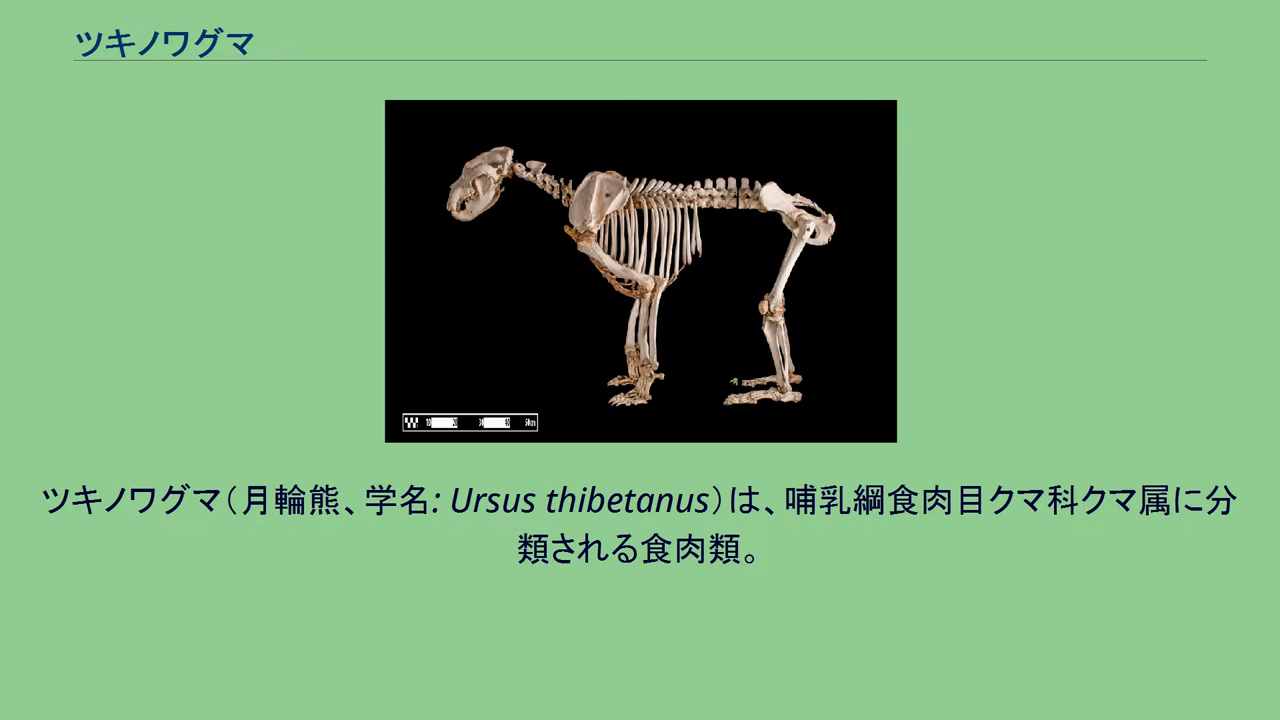 ツキノワグマ
ツキノワグマ（月輪熊、学名: Ursus thibetanus）は、哺乳綱食肉目クマ科クマ属に分
類される食肉類。